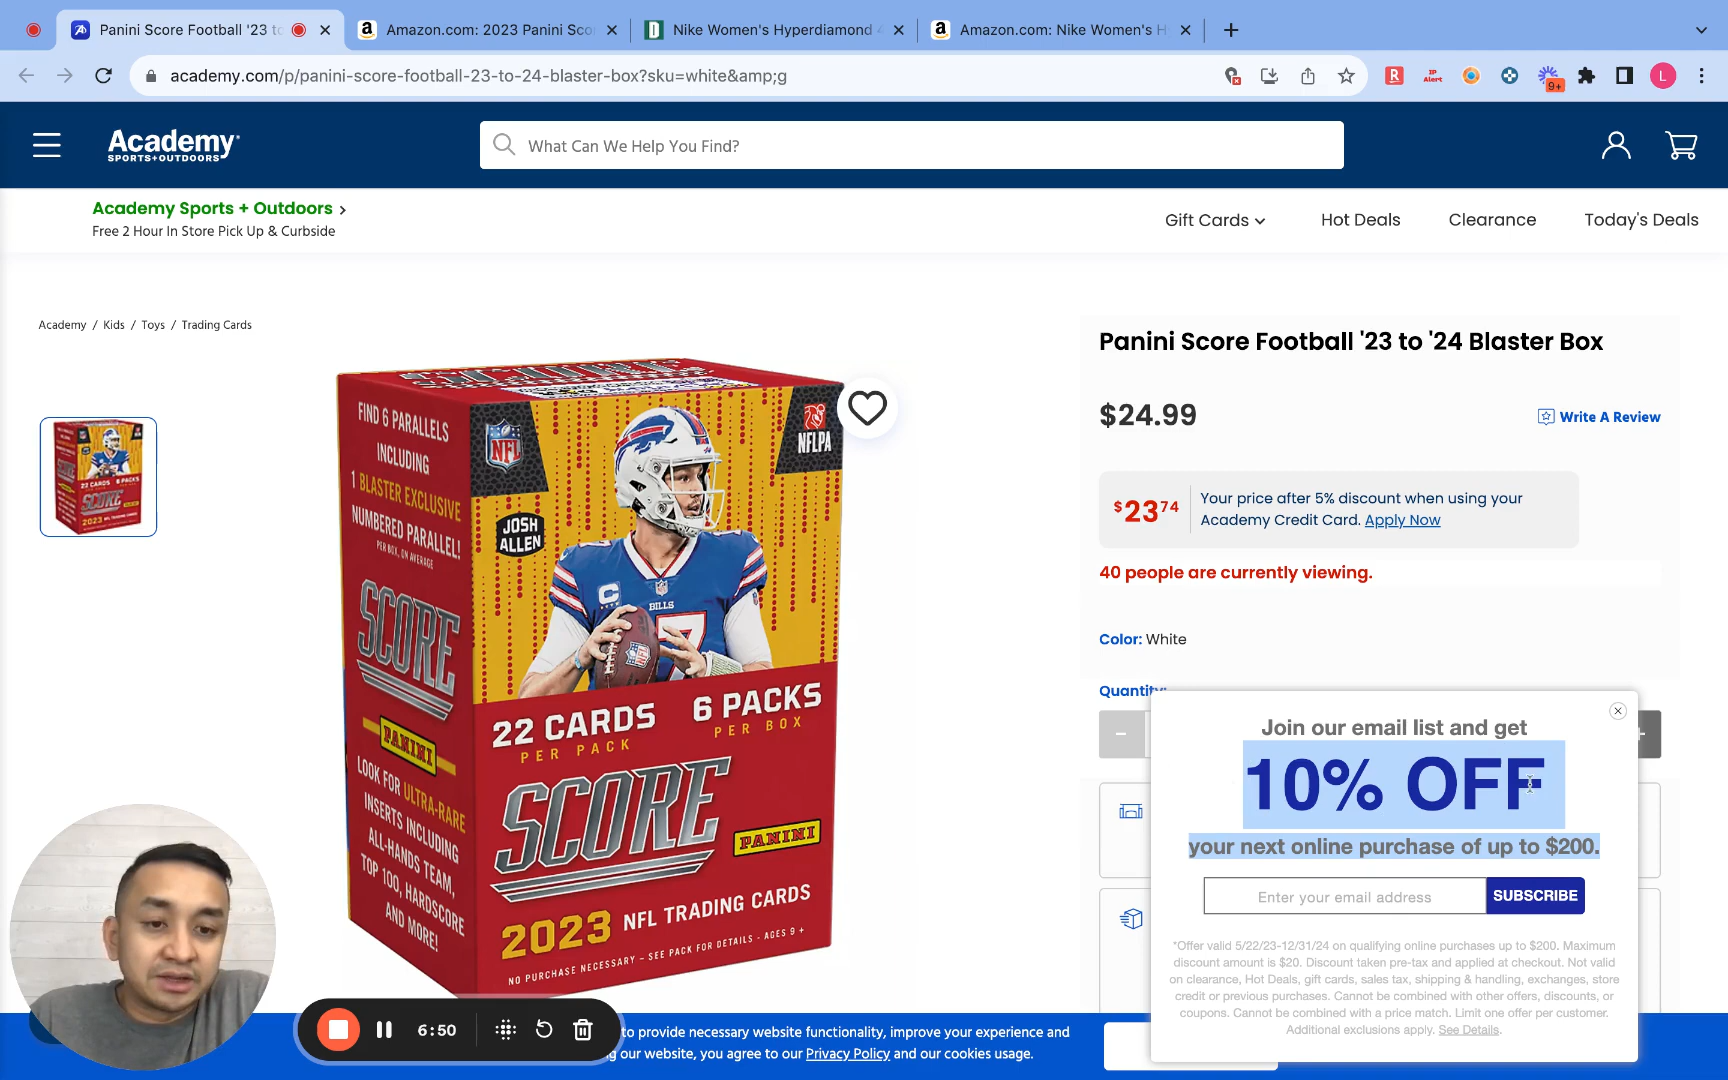 Panini Score Football '23 to
Amazon.com: 2023 Panini Scor
Nike Women's Hyperdiamond 4
Amazon.com: Nike Women's H
academy.com/p/panini-score-football-23-to-24-blaster-box?sku=white&amp;g
R
IP
Alert
9+
L
Academy
SPORTS+OUTDOORS
What Can We Help You Find?
Academy Sports + Outdoors
Free 2 Hour In Store Pick Up & Curbside
Gift Cards
Hot Deals
Clearance
Today's Deals
Academy / Kids / Toys / Trading Cards
FIND 6 PARALLELS
INCLUDING
1 BLASTER EXCLUSIVE
NUMBERED PARALLEL!
PER BOX, ON AVERAGE
SCORE
PANINI
LOOK FOR ULTRA-RARE
INSERTS INCLUDING
ALL-HANDS TEAM,
TOP 100, HARDSCORE
AND MORE!
NFL
NFLPA
JOSH
ALLEN
C
BILLS
22 CARDS
PER PACK
6 PACKS
PER BOX
SCORE
PANINI
2023 NFL TRADING CARDS
NO PURCHASE NECESSARY – SEE PACK FOR DETAILS - AGES 9 +
Panini Score Football '23 to '24 Blaster Box
$24.99
Write A Review
$23 74
Your price after 5% discount when using your
Academy Credit Card. Apply Now
40 people are currently viewing.
Color: White
Quantity:
Join our email list and get
10% OFF
your next online purchase of up to $200.
Enter your email address
SUBSCRIBE
*Offer valid 5/22/23-12/31/24 on qualifying online purchases up to $200. Maximum
discount amount is $20. Discount taken pre-tax and applied at checkout. Not valid
on clearance, Hot Deals, gift cards, sales tax, shipping & handling, exchanges, store
credit or previous purchases. Cannot be combined with other offers, discounts, or
coupons. Cannot be combined with a price match. Limit one offer per customer.
Additional exclusions apply. See Details.
to provide necessary website functionality, improve your experience and
our website, you agree to our Privacy Policy and our cookies usage.
6:50